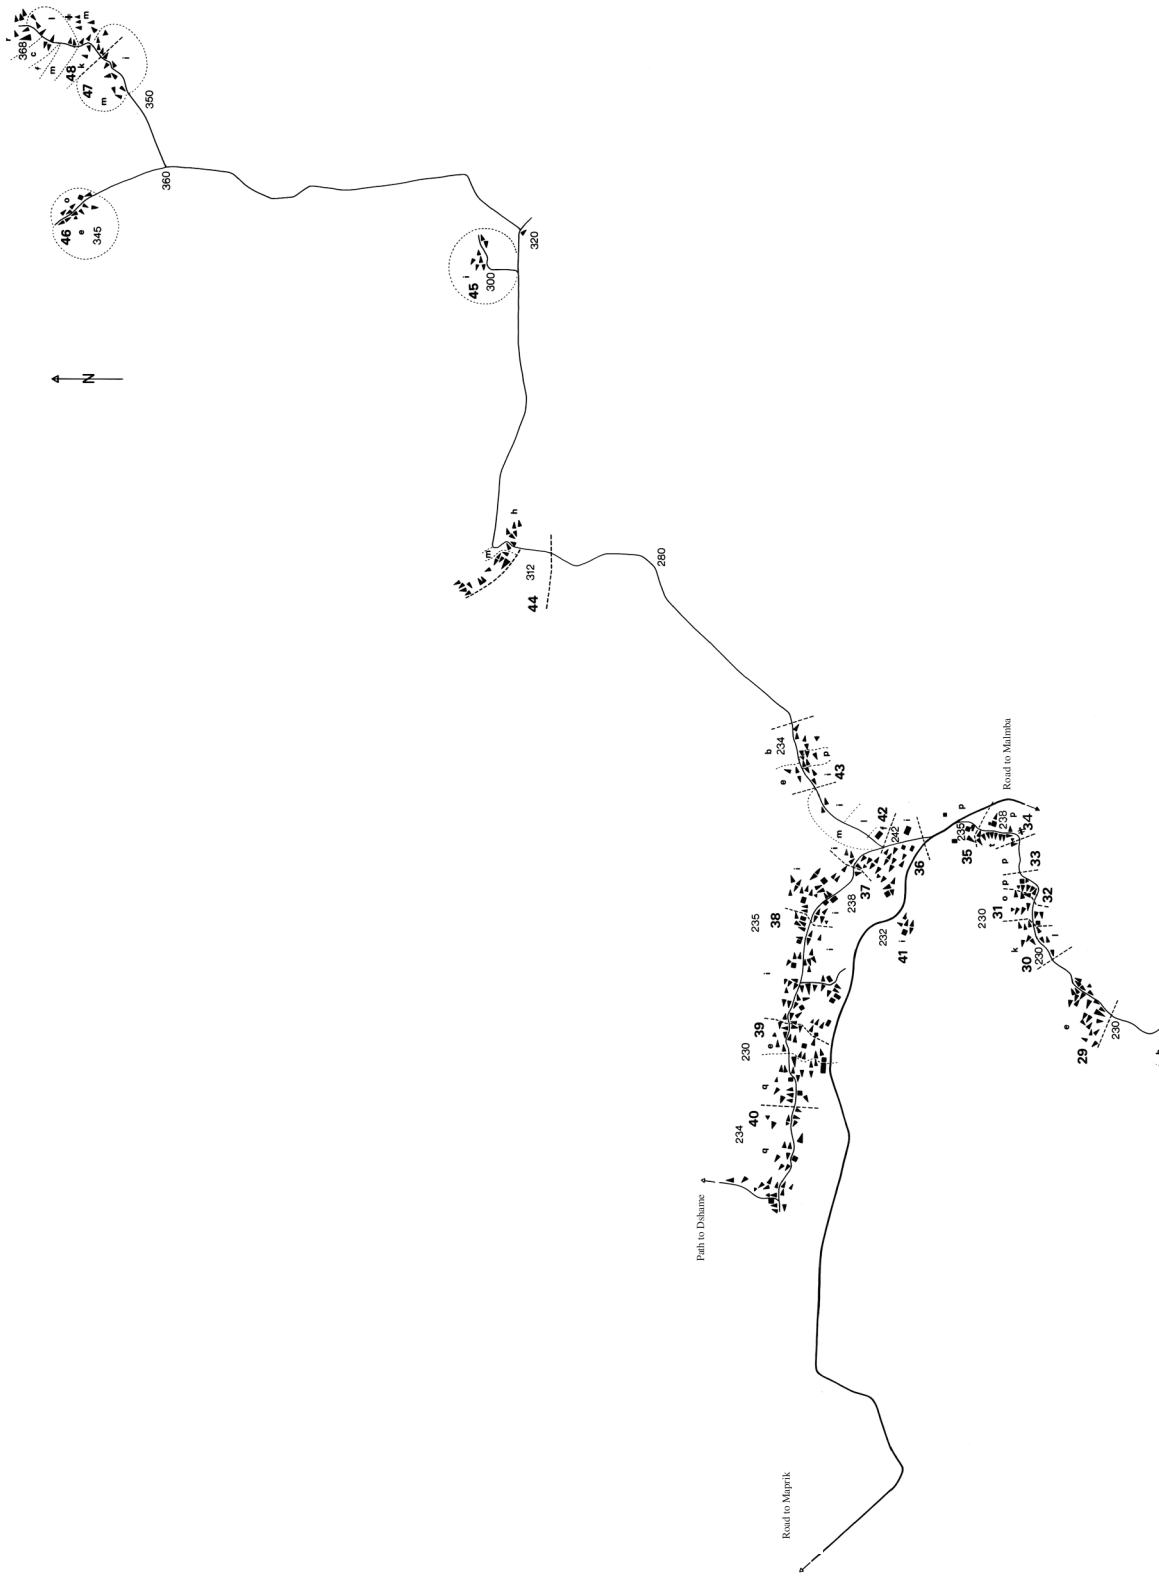 r
368
l
*
m
c
f
m
48
k
47
i
m
350
360
o
46
e
345
320
45
i
300
N
m
h
312
44
280
b
234
e
p
i
43
i
l
m
42
i
242
i
36
37
i
238
i
235
38
i
i
i
232
41
i
39
230
e
q
40
234
q
Path to Dshame
Road to Maprik
Road to Malmba
p
235
35
238
p
34
p
33
p
o
31
32
230
k
l
30
230
e
29
230